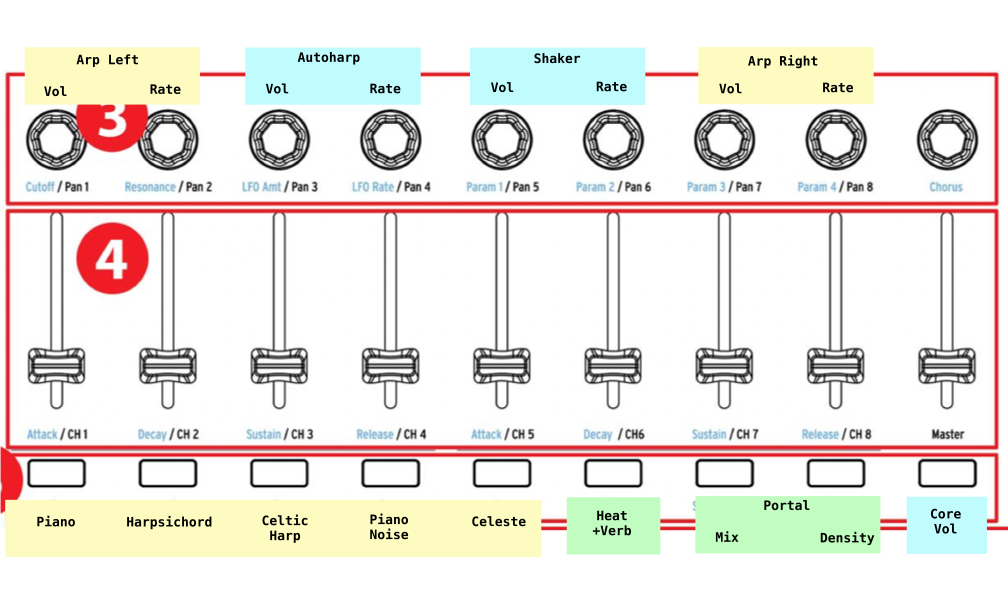 Arp Left Autoharp Shaker Arp Right
Vol Rate Vol Rate Vol Rate Vol Rate
3
Cutoff / Pan 1 Resonance / Pan 2 LFO Amt / Pan 3 LFO Rate / Pan 4 Param 1 / Pan 5 Param 2 / Pan 6 Param 3 / Pan 7 Param 4 / Pan 8 Chorus
4
Attack / CH 1 Decay / CH 2 Sustain / CH 3 Release / CH 4 Attack / CH 5 Decay / CH6 Sustain / CH 7 Release / CH 8 Master
Piano Harpsichord Celtic Harp Piano Noise Celeste Heat +Verb Portal Mix Density Core Vol